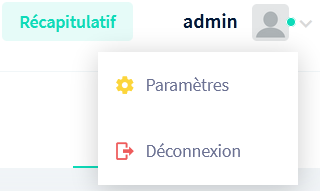 Récapitulatif admin
Paramètres
Déconnexion